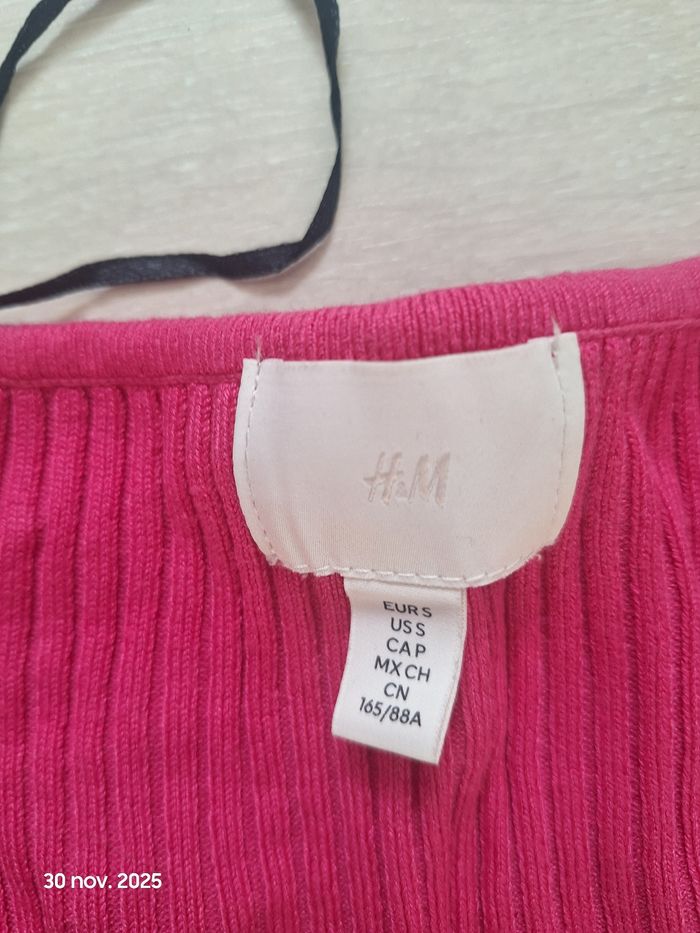 H&M
EUR S
US S
CA P
MX CH
CN
165/88A
30 nov. 2025